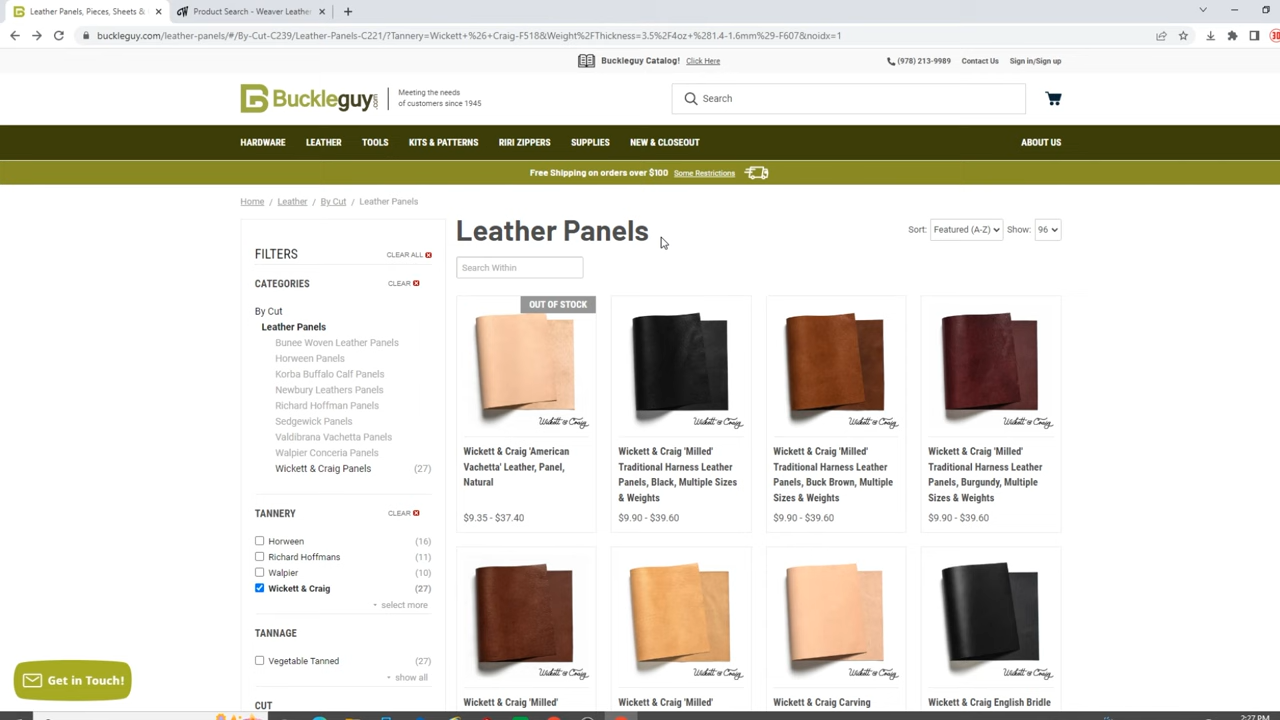 Leather Panels, Pieces, Sheets &
Product Search - Weaver Leathe
buckleguy.com/leather-panels/#/By-Cut-C239/Leather-Panels-C221/?Tannery=Wickett+%26+Craig-F518&Weight%2FThickness=3.5%2F4oz+%281.4-1.6mm%29-F607&noidx=1
Buckleguy Catalog! Click Here
(978) 213-9989
Contact Us
Sign in/Sign up
Buckleguy.com
Meeting the needs
of customers since 1945
Search
HARDWARE
LEATHER
TOOLS
KITS & PATTERNS
RIRI ZIPPERS
SUPPLIES
NEW & CLOSEOUT
ABOUT US
Free Shipping on orders over $100 Some Restrictions
Home / Leather / By Cut / Leather Panels
FILTERS
CLEAR ALL
CATEGORIES
CLEAR
By Cut
Leather Panels
Bunee Woven Leather Panels
Horween Panels
Korba Buffalo Calf Panels
Newbury Leathers Panels
Richard Hoffman Panels
Sedgewick Panels
Valdibrana Vachetta Panels
Walpier Conceria Panels
Wickett & Craig Panels (27)
TANNERY
CLEAR
Horween (16)
Richard Hoffmans (11)
Walpier (10)
Wickett & Craig (27)
select more
TANNAGE
Vegetable Tanned (27)
show all
CUT
Get in Touch!
Leather Panels
Sort: Featured (A-Z)
Show: 96
Search Within
OUT OF STOCK
Wickett & Craig
Wickett & Craig
Wickett & Craig
Wickett & Craig
Wickett & Craig 'American
Vachetta' Leather, Panel,
Natural
$9.35 - $37.40
Wickett & Craig 'Milled'
Traditional Harness Leather
Panels, Black, Multiple Sizes
& Weights
$9.90 - $39.60
Wickett & Craig 'Milled'
Traditional Harness Leather
Panels, Buck Brown, Multiple
Sizes & Weights
$9.90 - $39.60
Wickett & Craig 'Milled'
Traditional Harness Leather
Panels, Burgundy, Multiple
Sizes & Weights
$9.90 - $39.60
Wickett & Craig
Wickett & Craig
Wickett & Craig
Wickett & Craig
Wickett & Craig 'Milled'
Wickett & Craig 'Milled'
Wickett & Craig Carving
Wickett & Craig English Bridle
2:27 PM